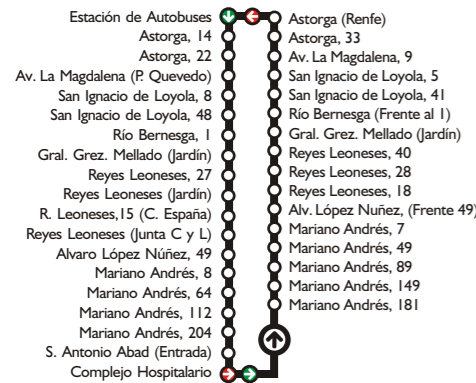 Estación de Autobuses
Astorga, 14
Astorga, 22
Av. La Magdalena (P. Quevedo)
San Ignacio de Loyola, 8
San Ignacio de Loyola, 48
Río Bernesga, 1
Gral. Grez. Mellado (Jardín)
Reyes Leoneses, 27
Reyes Leoneses (Jardín)
R. Leoneses,15 (C. España)
Reyes Leoneses (Junta C y L)
Alvaro López Núñez, 49
Mariano Andrés, 8
Mariano Andrés, 64
Mariano Andrés, 112
Mariano Andrés, 204
S. Antonio Abad (Entrada)
Complejo Hospitalario
Astorga (Renfe)
Astorga, 33
Av. La Magdalena, 9
San Ignacio de Loyola, 5
San Ignacio de Loyola, 41
Río Bernesga (Frente al 1)
Gral. Grez. Mellado (Jardín)
Reyes Leoneses, 40
Reyes Leoneses, 28
Reyes Leoneses, 18
Alv. López Nuñez, (Frente 49)
Mariano Andrés, 7
Mariano Andrés, 49
Mariano Andrés, 89
Mariano Andrés, 149
Mariano Andrés, 181